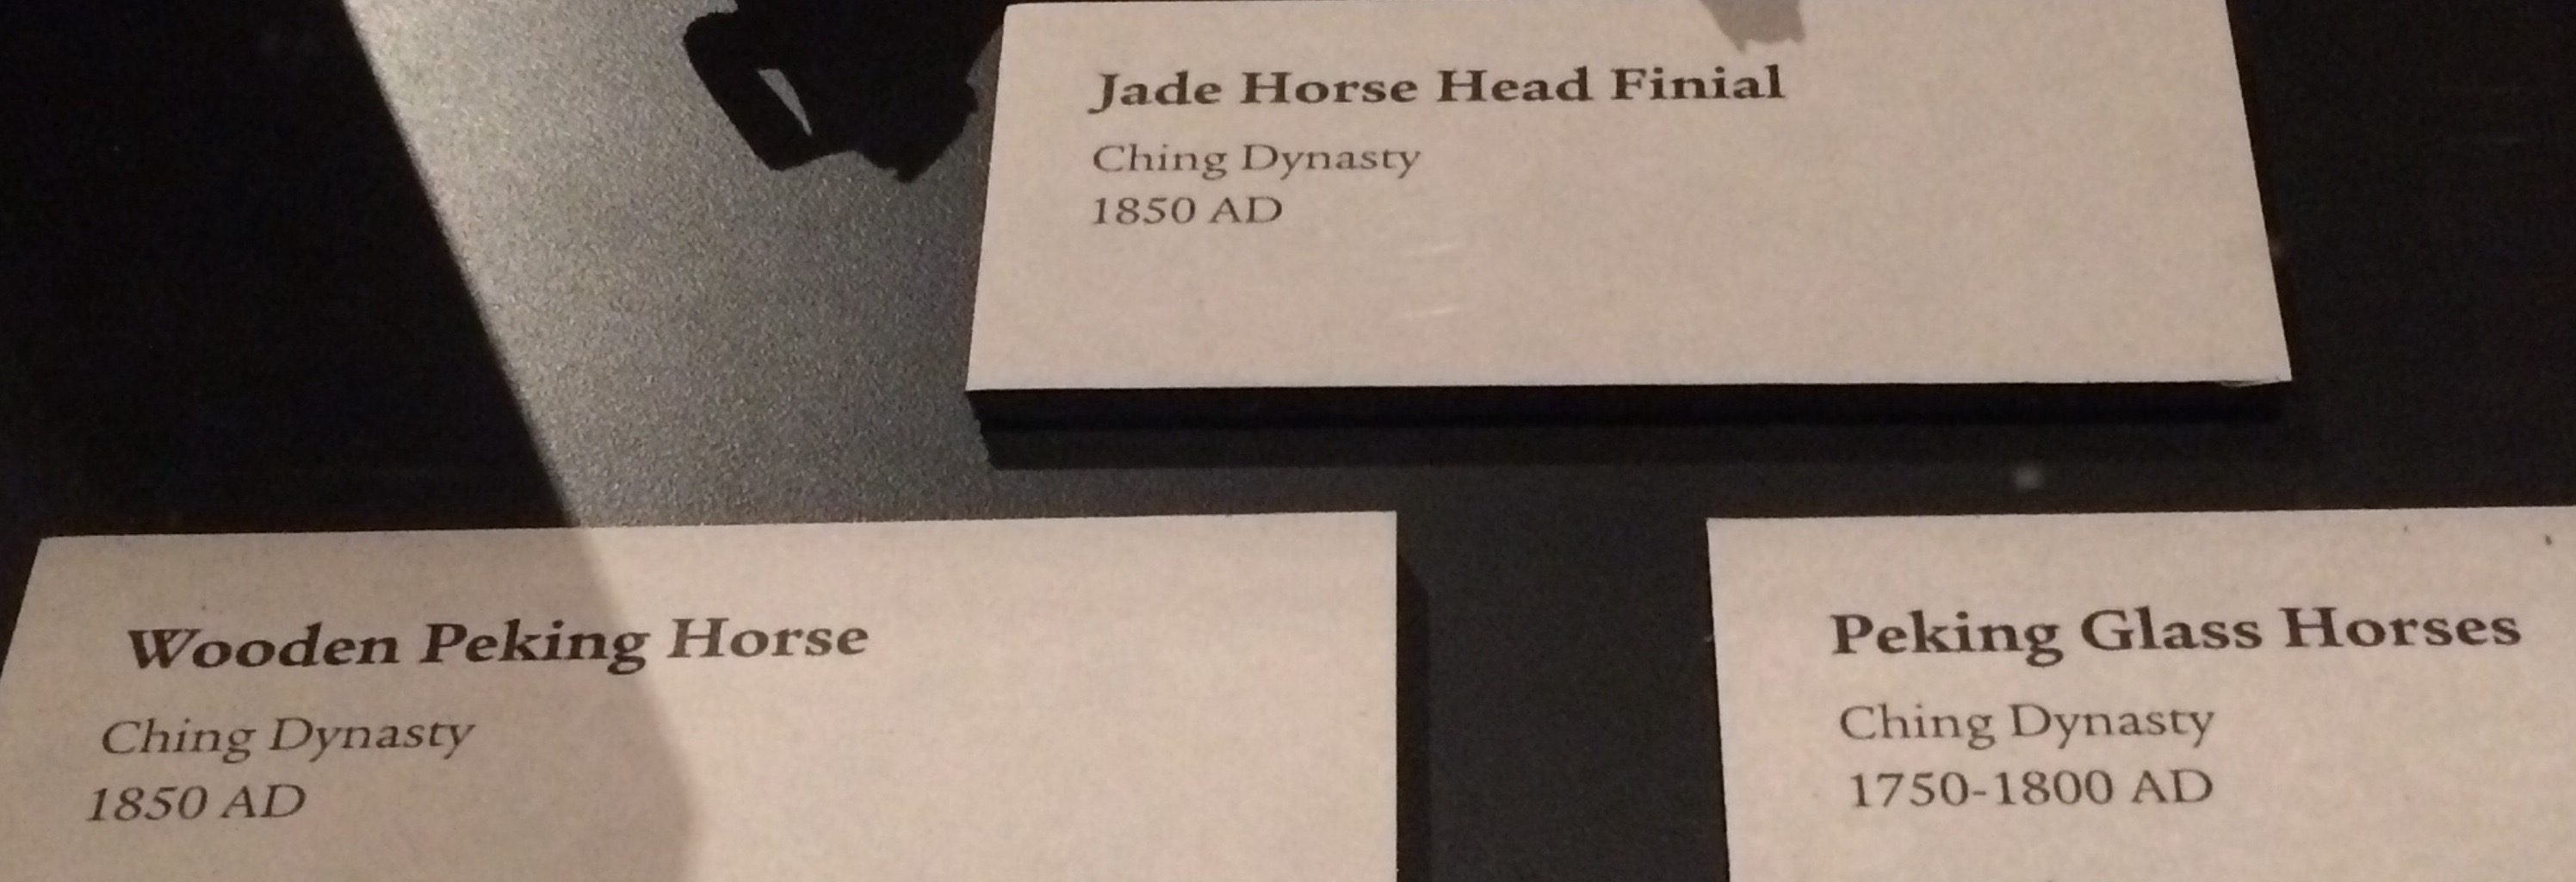 Jade Horse Head Finial
Ching Dynasty
1850 AD
Wooden Peking Horse
Ching Dynasty
1850 AD
Peking Glass Horses
Ching Dynasty
1750-1800 AD